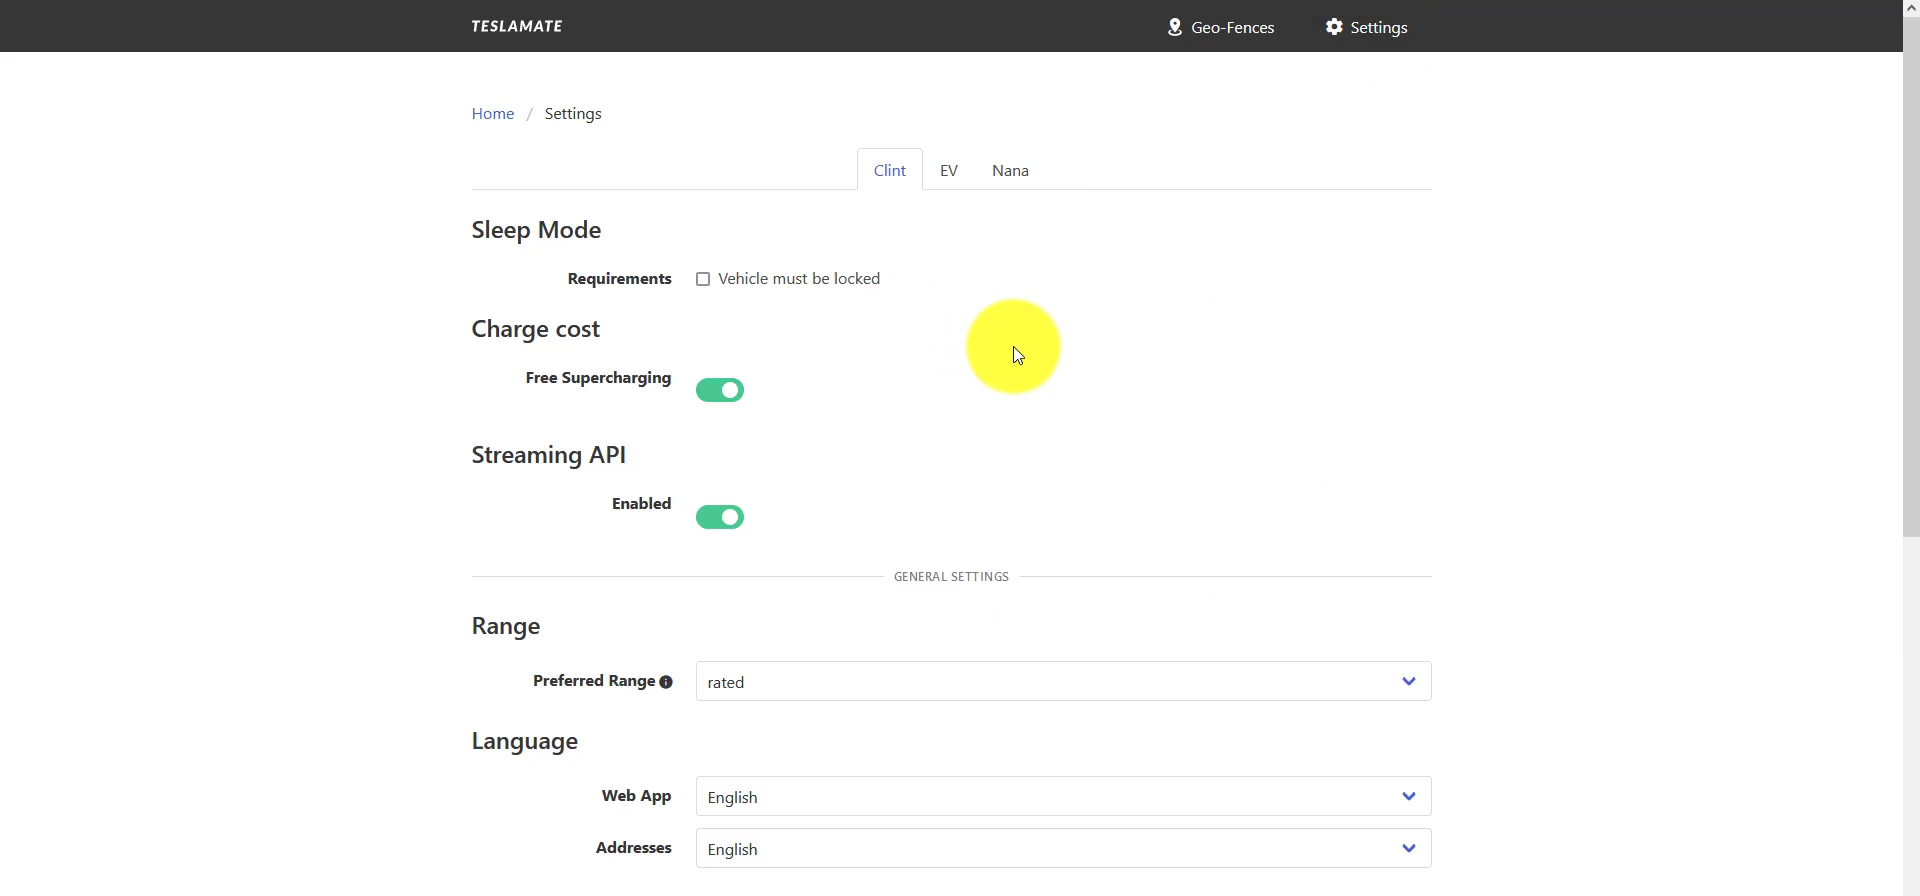 TESLAMATE
Geo-Fences
Settings
Home / Settings
Clint
EV
Nana
Sleep Mode
Requirements
Vehicle must be locked
Charge cost
Free Supercharging
Streaming API
Enabled
GENERAL SETTINGS
Range
Preferred Range
rated
Language
Web App
English
Addresses
English